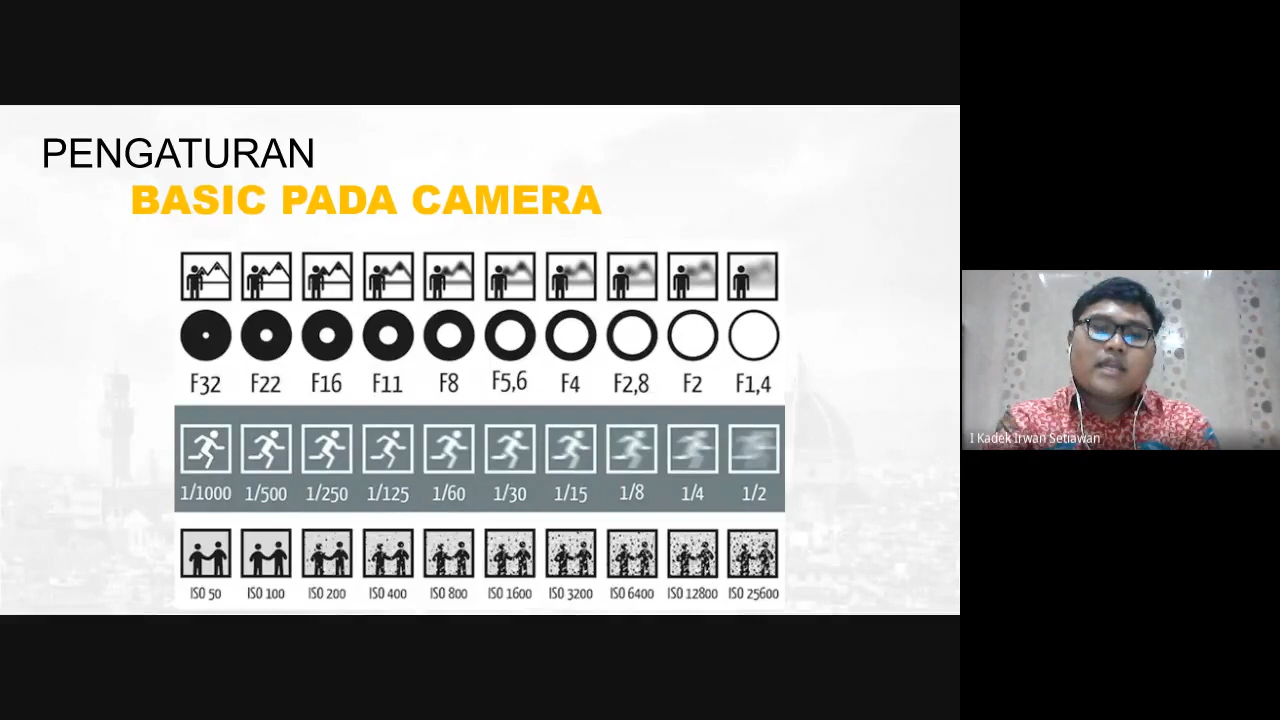 PENGATURAN
BASIC PADA CAMERA
F32 F22 F16 F11 F8 F5,6 F4 F2,8 F2 F1,4
1/1000 1/500 1/250 1/125 1/60 1/30 1/15 1/8 1/4 1/2
ISO 50 ISO 100 ISO 200 ISO 400 ISO 800 ISO 1600 ISO 3200 ISO 6400 ISO 12800 ISO 25600
I Kadek Irwan Setiawan